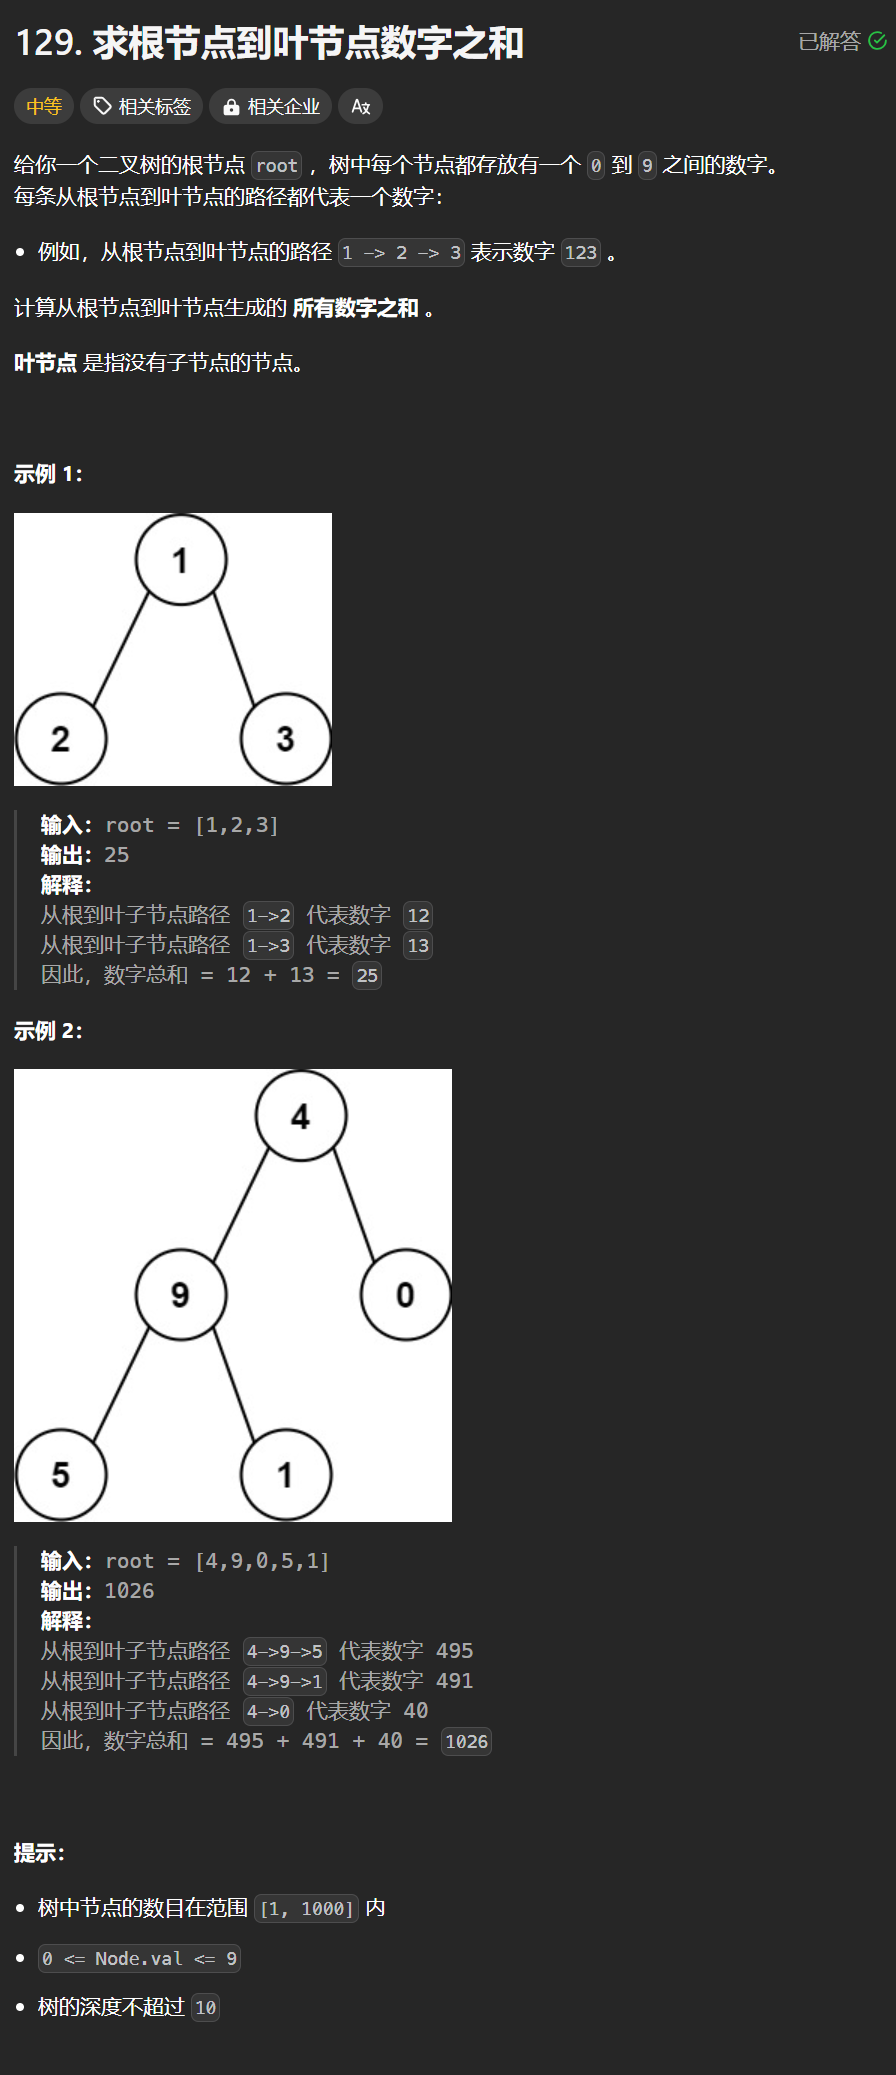 129. 求根节点到叶节点数字之和
已解答
中等 相关标签 相关企业
给你一个二叉树的根节点 root ，树中每个节点都存放有一个 0 到 9 之间的数字。
每条从根节点到叶节点的路径都代表一个数字：
• 例如，从根节点到叶节点的路径 1 -> 2 -> 3 表示数字 123 。
计算从根节点到叶节点生成的 所有数字之和 。
叶节点 是指没有子节点的节点。
示例 1：
1
2 3
输入：root = [1,2,3]
输出：25
解释：
从根到叶子节点路径 1->2 代表数字 12
从根到叶子节点路径 1->3 代表数字 13
因此，数字总和 = 12 + 13 = 25
示例 2：
4
9 0
5 1
输入：root = [4,9,0,5,1]
输出：1026
解释：
从根到叶子节点路径 4->9->5 代表数字 495
从根到叶子节点路径 4->9->1 代表数字 491
从根到叶子节点路径 4->0 代表数字 40
因此，数字总和 = 495 + 491 + 40 = 1026
提示：
• 树中节点的数目在范围 [1, 1000] 内
• 0 <= Node.val <= 9
• 树的深度不超过 10